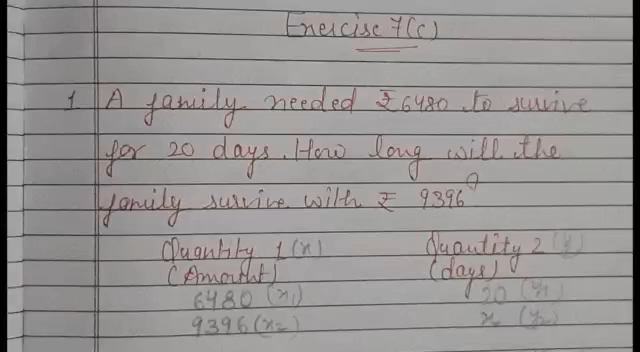 Exercise 7(c)
1 A family needed ₹6480 to survive
for 20 days. How long will the
family survive with ₹ 9396?
Quantity 1 (x) Quantity 2 (y)
(Amount) (days)
6480 (x₁) 20 (y₁)
9396 (x₂) x (y₂)